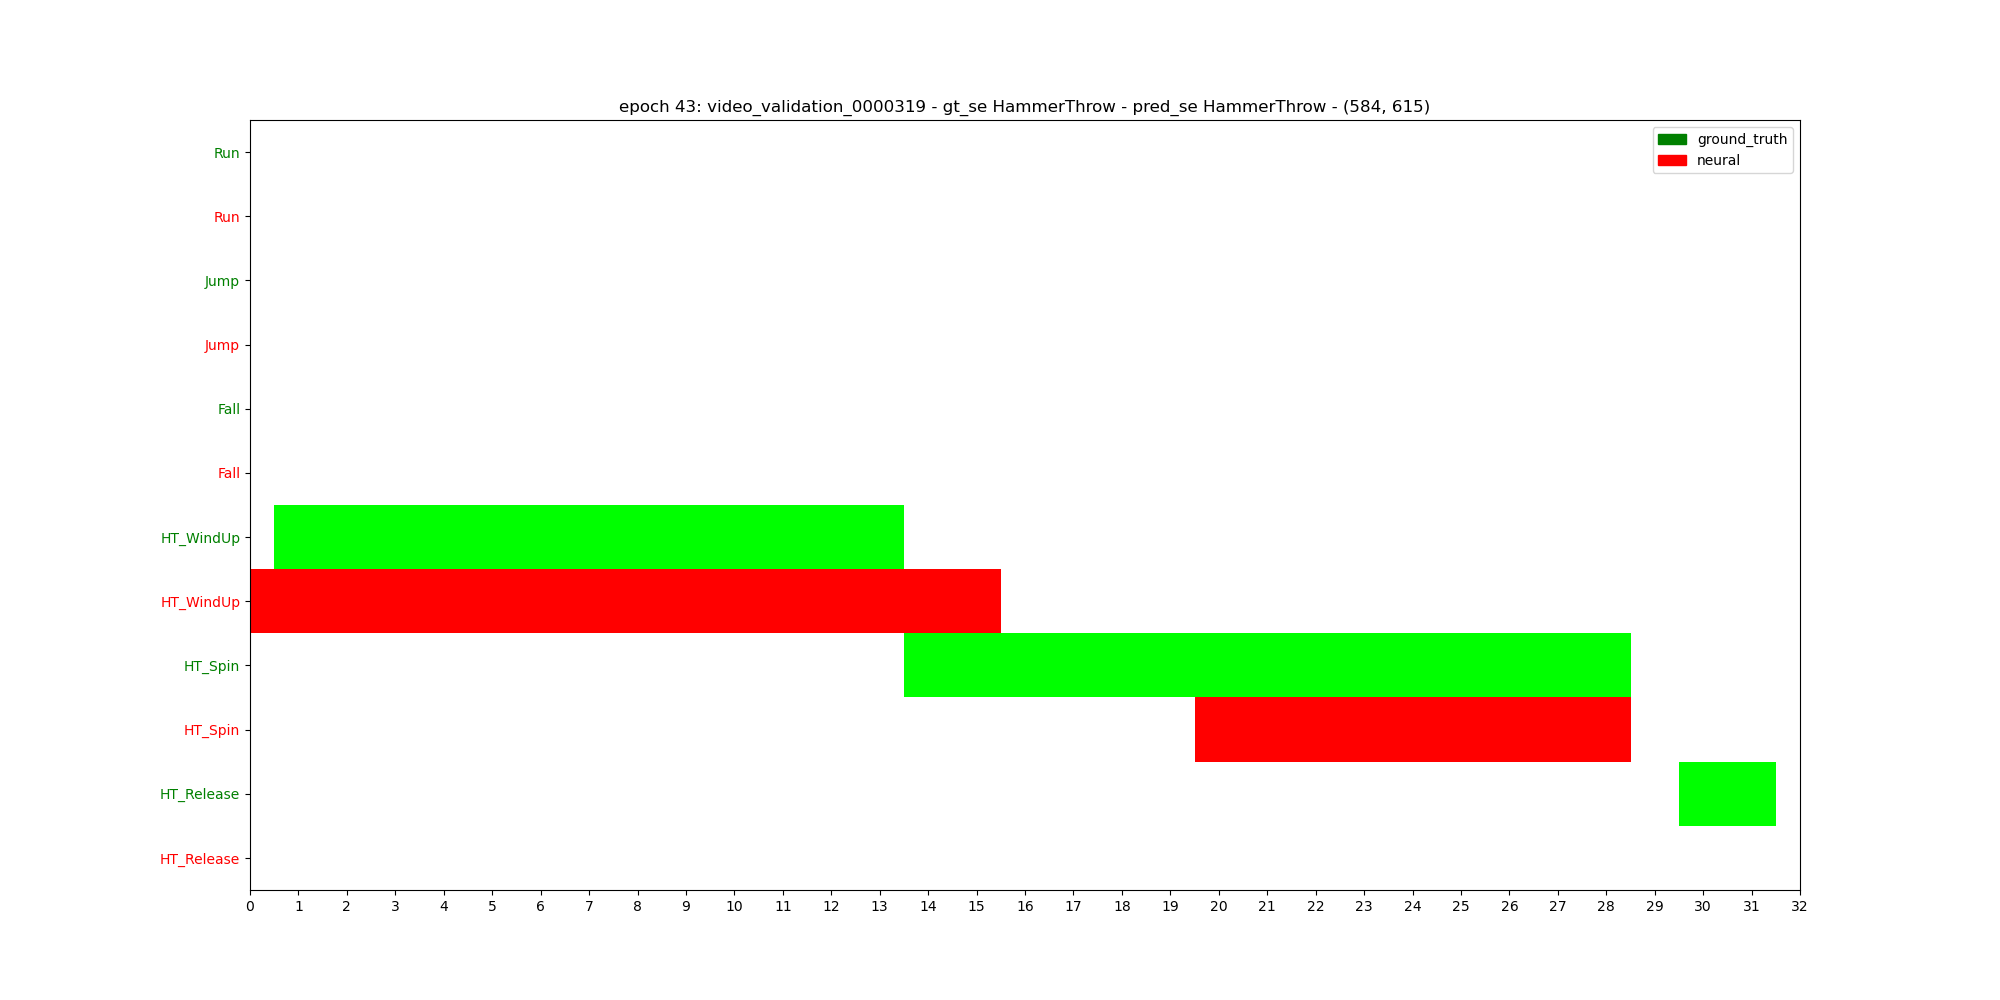 epoch 43: video_validation_0000319 - gt_se HammerThrow - pred_se HammerThrow - (584, 615)
ground_truth
neural
Run
Run
Jump
Jump
Fall
Fall
HT_WindUp
HT_WindUp
HT_Spin
HT_Spin
HT_Release
HT_Release
0 1 2 3 4 5 6 7 8 9 10 11 12 13 14 15 16 17 18 19 20 21 22 23 24 25 26 27 28 29 30 31 32